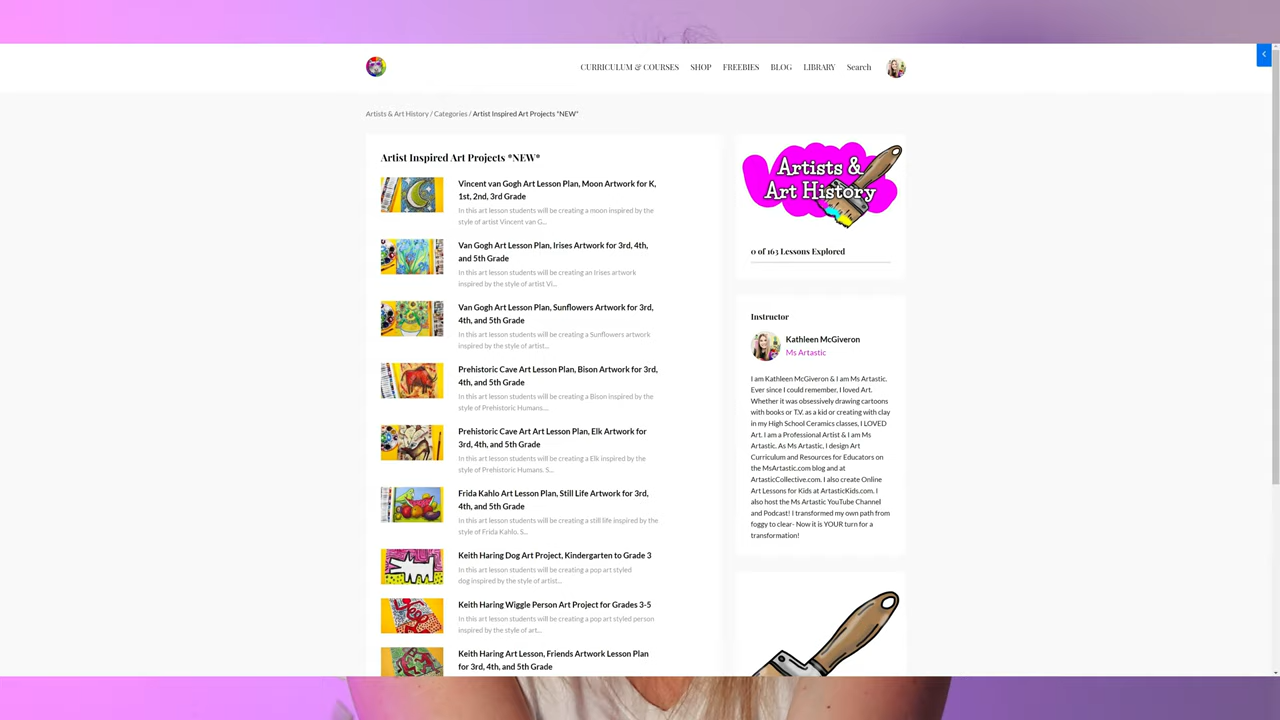 CURRICULUM & COURSES SHOP FREEBIES BLOG LIBRARY Search
Artists & Art History / Categories / Artist Inspired Art Projects *NEW*
Artist Inspired Art Projects *NEW*
Vincent van Gogh Art Lesson Plan, Moon Artwork for K,
1st, 2nd, 3rd Grade
In this art lesson students will be creating a moon inspired by the
style of artist Vincent van G...
Van Gogh Art Lesson Plan, Irises Artwork for 3rd, 4th,
and 5th Grade
In this art lesson students will be creating an Irises artwork
inspired by the style of artist Vi...
Van Gogh Art Lesson Plan, Sunflowers Artwork for 3rd,
4th, and 5th Grade
In this art lesson students will be creating a Sunflowers artwork
inspired by the style of artist...
Prehistoric Cave Art Lesson Plan, Bison Artwork for 3rd,
4th, and 5th Grade
In this art lesson students will be creating a Bison inspired by the
style of Prehistoric Humans....
Prehistoric Cave Art Art Lesson Plan, Elk Artwork for
3rd, 4th, and 5th Grade
In this art lesson students will be creating a Elk inspired by the
style of Prehistoric Humans. S...
Frida Kahlo Art Lesson Plan, Still Life Artwork for 3rd,
4th, and 5th Grade
In this art lesson students will be creating a still life inspired by the
style of Frida Kahlo. S...
Keith Haring Dog Art Project, Kindergarten to Grade 3
In this art lesson students will be creating a pop art styled
dog inspired by the style of artist...
Keith Haring Wiggle Person Art Project for Grades 3-5
In this art lesson students will be creating a pop art styled person
inspired by the style of art...
Keith Haring Art Lesson, Friends Artwork Lesson Plan
for 3rd, 4th, and 5th Grade
Artists &
Art History
0 of 163 Lessons Explored
Instructor
Kathleen McGiveron
Ms Artastic
I am Kathleen McGiveron & I am Ms Artastic.
Ever since I could remember, I loved Art.
Whether it was obsessively drawing cartoons
with books or T.V. as a kid or creating with clay
in my High School Ceramics classes, I LOVED
Art. I am a Professional Artist & I am Ms
Artastic. As Ms Artastic, I design Art
Curriculum and Resources for Educators on
the MsArtastic.com blog and at
ArtasticCollective.com. I also create Online
Art Lessons for Kids at ArtasticKids.com. I
also host the Ms Artastic YouTube Channel
and Podcast! I transformed my own path from
foggy to clear- Now it is YOUR turn for a
transformation!